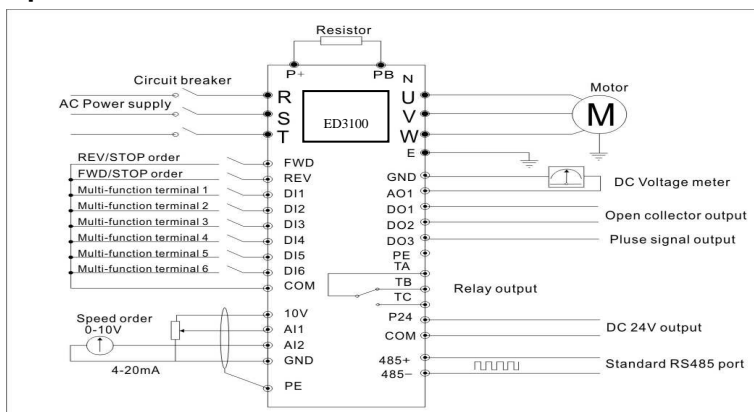 Resistor
P+ PB N
Circuit breaker
AC Power supply
R
S
T
ED3100
U
V
W
E
Motor
M
REV/STOP order
FWD/STOP order
Multi-function terminal 1
Multi-function terminal 2
Multi-function terminal 3
Multi-function terminal 4
Multi-function terminal 5
Multi-function terminal 6
FWD
REV
DI1
DI2
DI3
DI4
DI5
DI6
COM
Speed order
0-10V
4-20mA
10V
AI1
AI2
GND
PE
GND
AO1
DO1
DO2
DO3
PE
TA
TB
TC
P24
COM
485+
485−
DC Voltage meter
Open collector output
Pluse signal output
Relay output
DC 24V output
Standard RS485 port